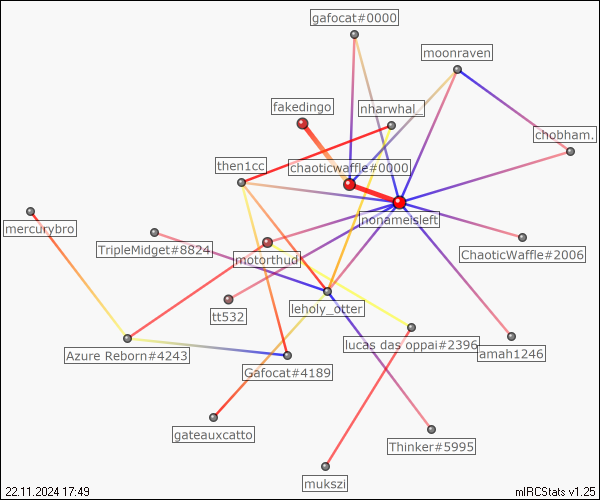 gafocat#0000
moonraven
fakedingo
nharwhal_
chobham.
then1cc
chaoticwaffle#0000
mercurybro
nonameisleft
TripleMidget#8824
motorthud
ChaoticWaffle#2006
tt532
leholy_otter
Azure Reborn#4243
lucas das oppai#2396
amah1246
Gafocat#4189
gateauxcatto
Thinker#5995
mukszi
22.11.2024 17:49
mIRCStats v1.25